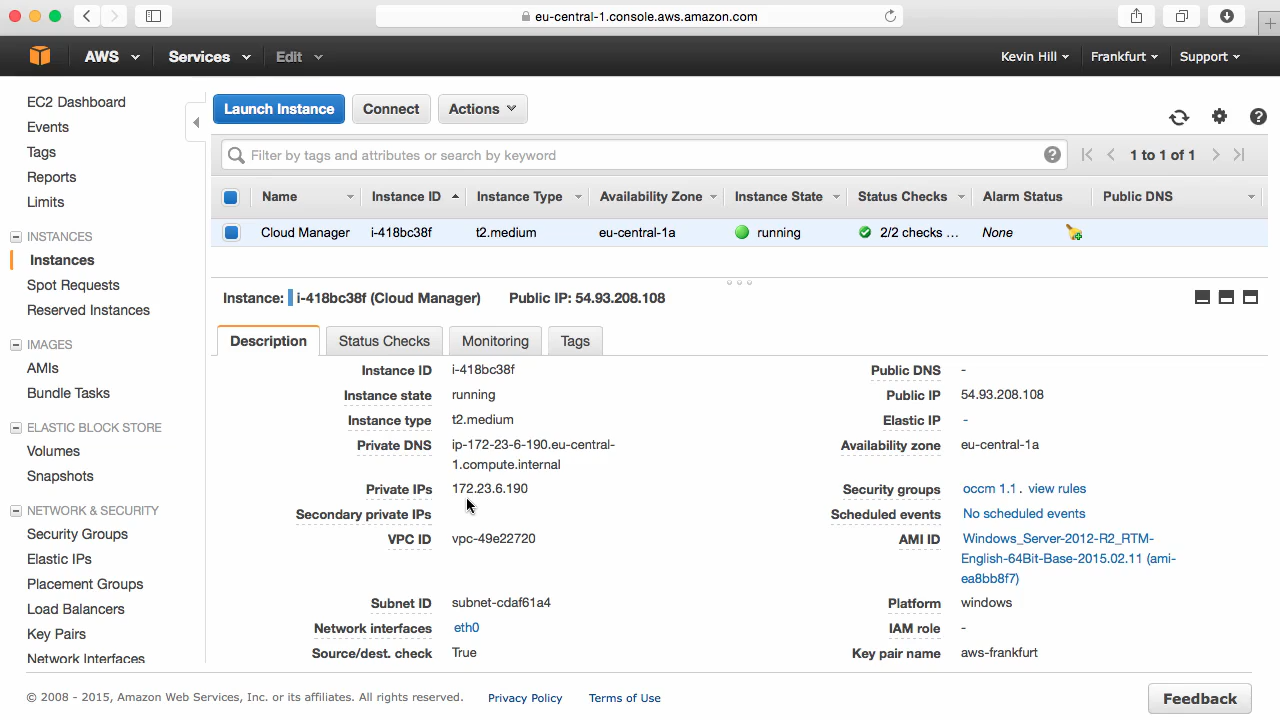 eu-central-1.console.aws.amazon.com
AWS Services Edit Kevin Hill Frankfurt Support
EC2 Dashboard
Events
Tags
Reports
Limits
INSTANCES
Instances
Spot Requests
Reserved Instances
IMAGES
AMIs
Bundle Tasks
ELASTIC BLOCK STORE
Volumes
Snapshots
NETWORK & SECURITY
Security Groups
Elastic IPs
Placement Groups
Load Balancers
Key Pairs
Network Interfaces
Launch Instance Connect Actions
Filter by tags and attributes or search by keyword 1 to 1 of 1
Name Instance ID Instance Type Availability Zone Instance State Status Checks Alarm Status Public DNS
Cloud Manager i-418bc38f t2.medium eu-central-1a running 2/2 checks ... None
Instance: i-418bc38f (Cloud Manager) Public IP: 54.93.208.108
Description Status Checks Monitoring Tags
Instance ID i-418bc38f
Instance state running
Instance type t2.medium
Private DNS ip-172-23-6-190.eu-central-
1.compute.internal
Private IPs 172.23.6.190
Secondary private IPs
VPC ID vpc-49e22720
Subnet ID subnet-cdaf61a4
Network interfaces eth0
Source/dest. check True
Public DNS -
Public IP 54.93.208.108
Elastic IP -
Availability zone eu-central-1a
Security groups occm 1.1 . view rules
Scheduled events No scheduled events
AMI ID Windows_Server-2012-R2_RTM-
English-64Bit-Base-2015.02.11 (ami-
ea8bb8f7)
Platform windows
IAM role -
Key pair name aws-frankfurt
© 2008 - 2015, Amazon Web Services, Inc. or its affiliates. All rights reserved. Privacy Policy Terms of Use Feedback